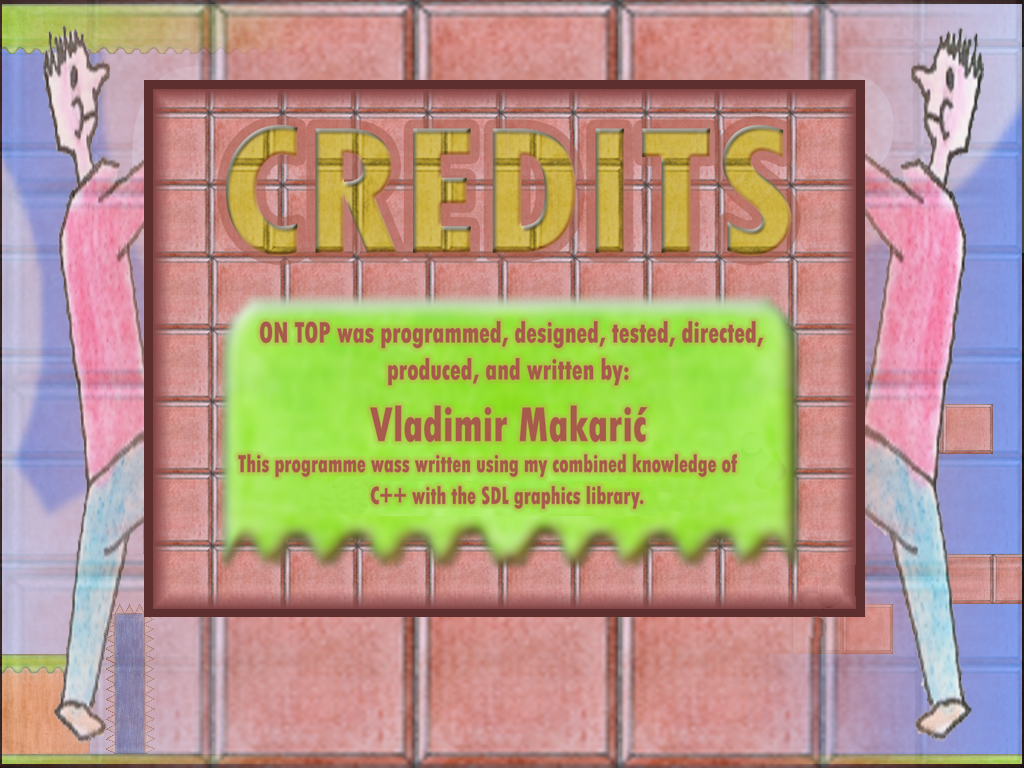 CREDITS
ON TOP was programmed, designed, tested, directed,
produced, and written by:
Vladimir Makarić
This programme wass written using my combined knowledge of
C++ with the SDL graphics library.